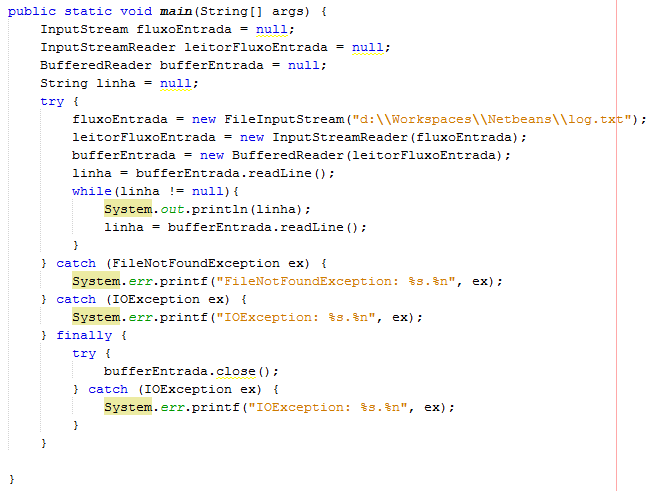 public static void main(String[] args) {
    InputStream fluxoEntrada = null;
    InputStreamReader leitorFluxoEntrada = null;
    BufferedReader bufferEntrada = null;
    String linha = null;
    try {
        fluxoEntrada = new FileInputStream("d:\\Workspaces\\Netbeans\\log.txt");
        leitorFluxoEntrada = new InputStreamReader(fluxoEntrada);
        bufferEntrada = new BufferedReader(leitorFluxoEntrada);
        linha = bufferEntrada.readLine();
        while(linha != null){
            System.out.println(linha);
            linha = bufferEntrada.readLine();
        }
    } catch (FileNotFoundException ex) {
        System.err.printf("FileNotFoundException: %s.%n", ex);
    } catch (IOException ex) {
        System.err.printf("IOException: %s.%n", ex);
    } finally {
        try {
            bufferEntrada.close();
        } catch (IOException ex) {
            System.err.printf("IOException: %s.%n", ex);
        }
    }

}